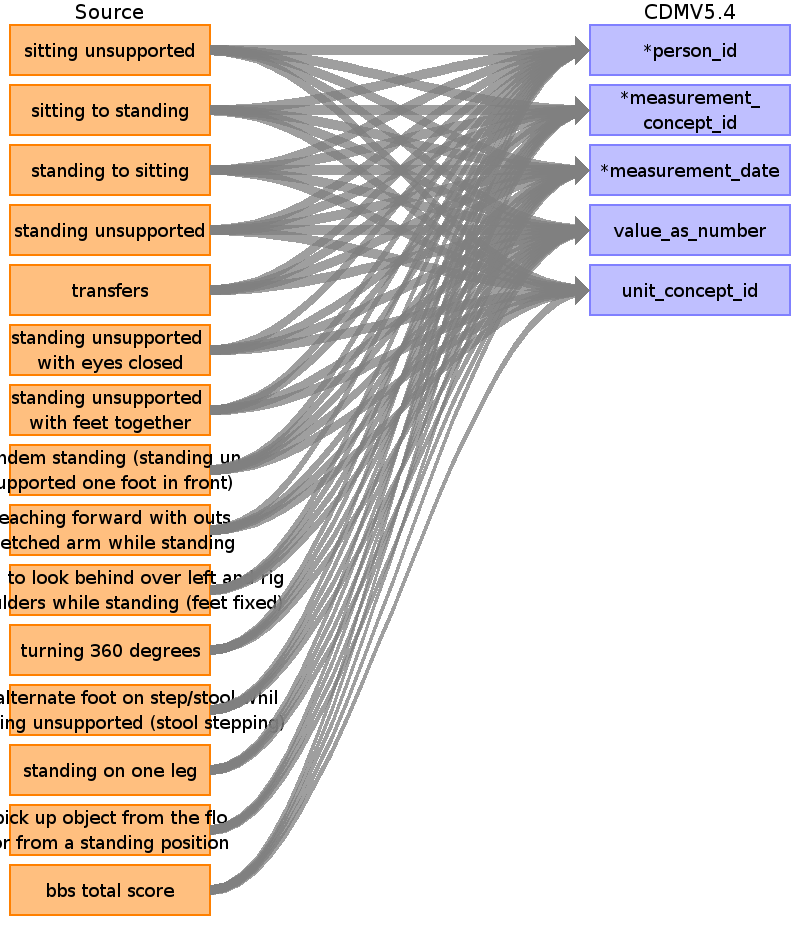 Source
CDMV5.4
sitting unsupported
*person_id
sitting to standing
*measurement_
concept_id
standing to sitting
*measurement_date
standing unsupported
value_as_number
transfers
unit_concept_id
standing unsupported
with eyes closed
standing unsupported
with feet together
ndem standing (standing un
upported one foot in front)
eaching forward with outs
etched arm while standing
to look behind over left and rig
ulders while standing (feet fixed)
turning 360 degrees
alternate foot on step/stool whil
ing unsupported (stool stepping)
standing on one leg
pick up object from the flo
or from a standing position
bbs total score